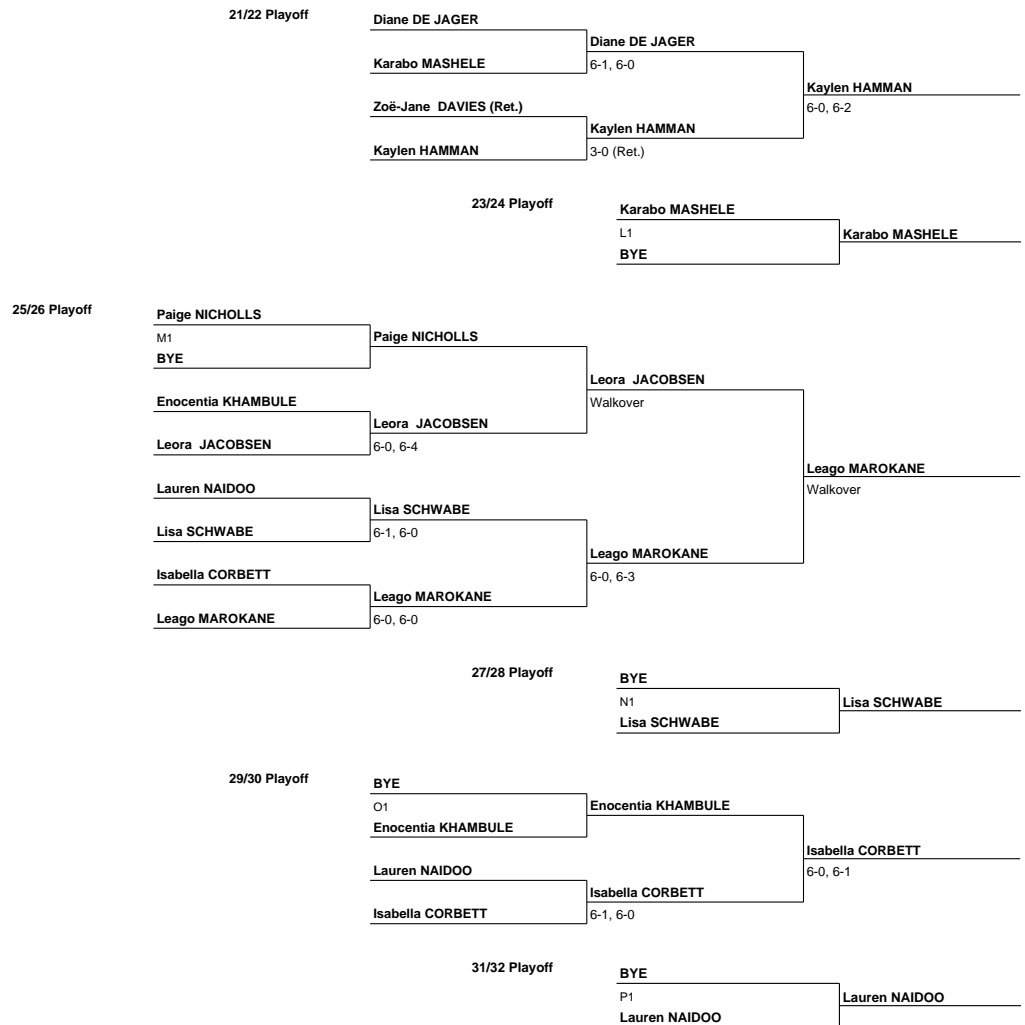 21/22 Playoff
Diane DE JAGER
Diane DE JAGER
Karabo MASHELE
6-1, 6-0
Kaylen HAMMAN
Zoë-Jane  DAVIES (Ret.)
6-0, 6-2
Kaylen HAMMAN
Kaylen HAMMAN
3-0 (Ret.)
23/24 Playoff
Karabo MASHELE
L1
Karabo MASHELE
BYE
25/26 Playoff
Paige NICHOLLS
M1
Paige NICHOLLS
BYE
Leora  JACOBSEN
Enocentia KHAMBULE
Walkover
Leora  JACOBSEN
Leora  JACOBSEN
6-0, 6-4
Leago MAROKANE
Lauren NAIDOO
Walkover
Lisa SCHWABE
Lisa SCHWABE
6-1, 6-0
Leago MAROKANE
Isabella CORBETT
6-0, 6-3
Leago MAROKANE
Leago MAROKANE
6-0, 6-0
27/28 Playoff
BYE
N1
Lisa SCHWABE
Lisa SCHWABE
29/30 Playoff
BYE
O1
Enocentia KHAMBULE
Enocentia KHAMBULE
Isabella CORBETT
Lauren NAIDOO
6-0, 6-1
Isabella CORBETT
Isabella CORBETT
6-1, 6-0
31/32 Playoff
BYE
P1
Lauren NAIDOO
Lauren NAIDOO